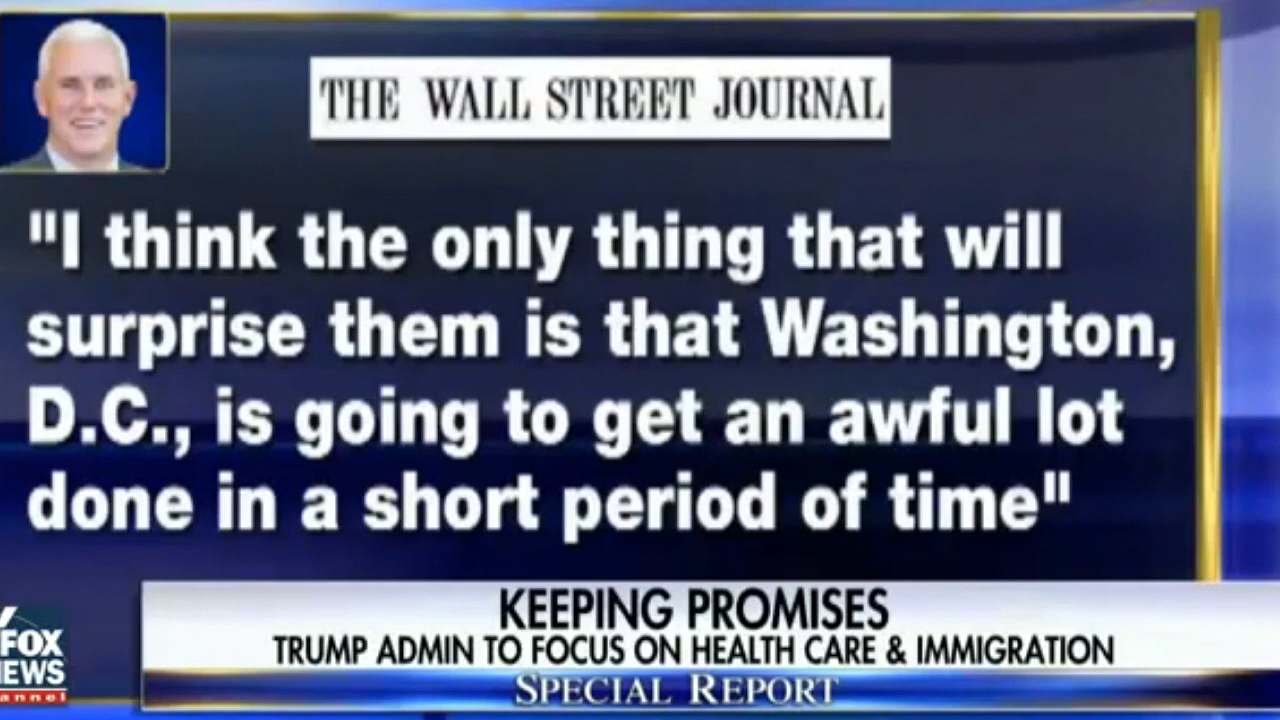 THE WALL STREET JOURNAL
"I think the only thing that will
surprise them is that Washington,
D.C., is going to get an awful lot
done in a short period of time"
KEEPING PROMISES
TRUMP ADMIN TO FOCUS ON HEALTH CARE & IMMIGRATION
SPECIAL REPORT
FOX
NEWS
channel